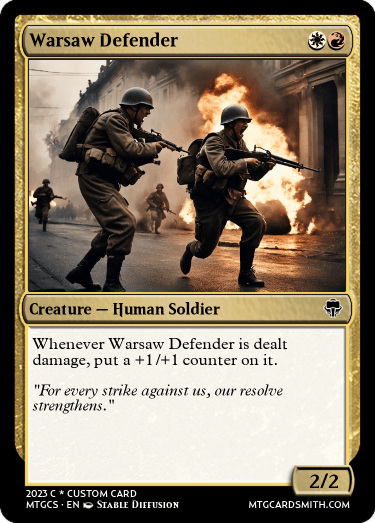 Warsaw Defender
Creature — Human Soldier
Whenever Warsaw Defender is dealt
damage, put a +1/+1 counter on it.
"For every strike against us, our resolve
strengthens."
2/2
2023 C * CUSTOM CARD
MTGCS · EN Stable Diffusion
MTGCARDSMITH.COM